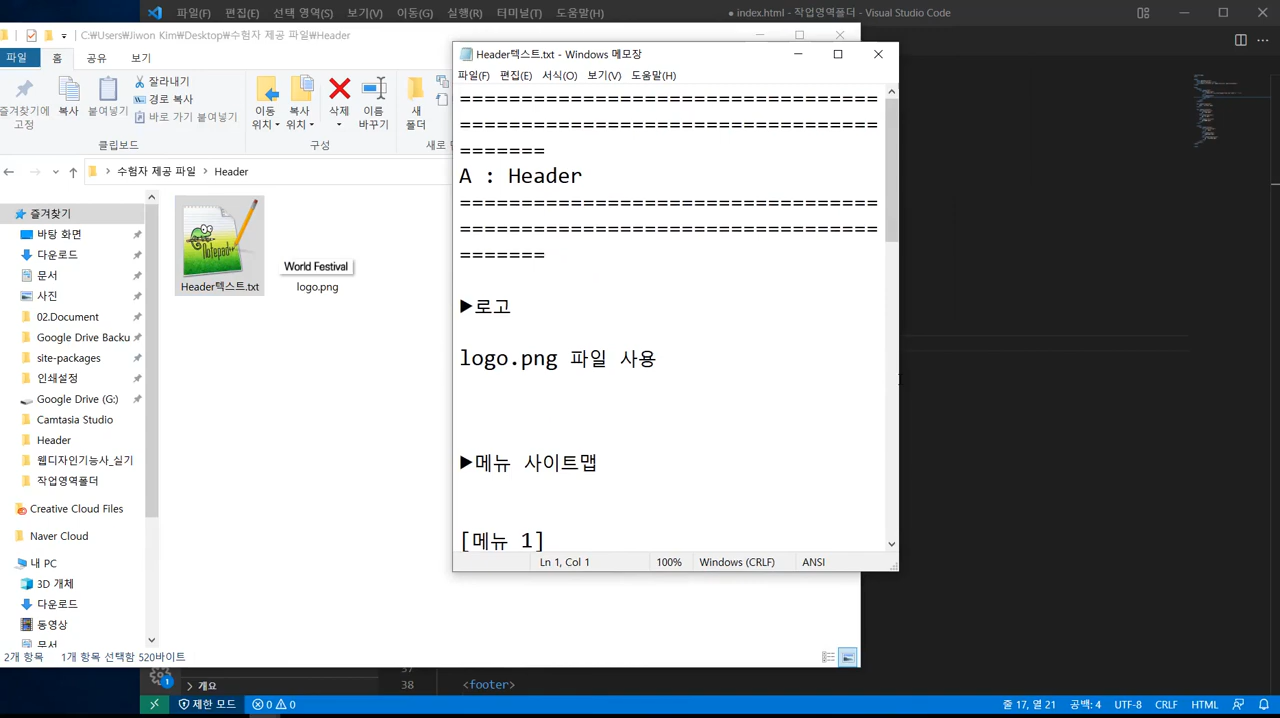 파일(F) 편집(E) 선택 영역(S) 보기(V) 이동(G) 실행(R) 터미널(T) 도움말(H) ● index.html - 작업영역폴더 - Visual Studio Code
C:₩Users₩Jiwon Kim₩Desktop₩수험자 제공 파일₩Header
파일 홈 공유 보기
즐겨찾기에
고정
복사
붙여넣기
잘라내기
경로 복사
바로 가기 붙여넣기
클립보드
이동
위치
복사
위치
삭제
이름
바꾸기
구성
새
폴더
새로
수험자 제공 파일 > Header
즐겨찾기
바탕 화면
다운로드
문서
사진
02.Document
Google Drive Backu
site-packages
인쇄설정
Google Drive (G:)
Camtasia Studio
Header
웹디자인기능사_실기
작업영역폴더
Creative Cloud Files
Naver Cloud
내 PC
3D 개체
다운로드
동영상
문서
Notepad++
Header텍스트.txt
World Festival
logo.png
2개 항목 1개 항목 선택함 520바이트
Header텍스트.txt - Windows 메모장
파일(F) 편집(E) 서식(O) 보기(V) 도움말(H)
==================================
==================================
=======
A : Header
==================================
==================================
=======
▶로고
logo.png 파일 사용
▶메뉴 사이트맵
[메뉴 1]
Ln 1, Col 1 100% Windows (CRLF) ANSI
1
> 개요
37
38 <footer>
제한 모드 0 0 줄 17, 열 21 공백: 4 UTF-8 CRLF HTML